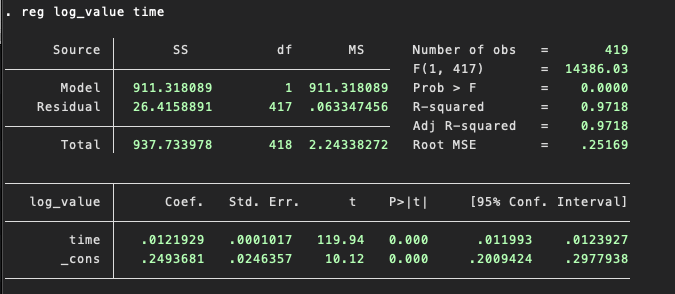 . reg log_value time
Source SS df MS Number of obs = 419
F(1, 417) = 14386.03
Model 911.318089 1 911.318089 Prob > F = 0.0000
Residual 26.4158891 417 .063347456 R-squared = 0.9718
Adj R-squared = 0.9718
Total 937.733978 418 2.24338272 Root MSE = .25169
log_value Coef. Std. Err. t P>|t| [95% Conf. Interval]
time .0121929 .0001017 119.94 0.000 .011993 .0123927
_cons .2493681 .0246357 10.12 0.000 .2009424 .2977938